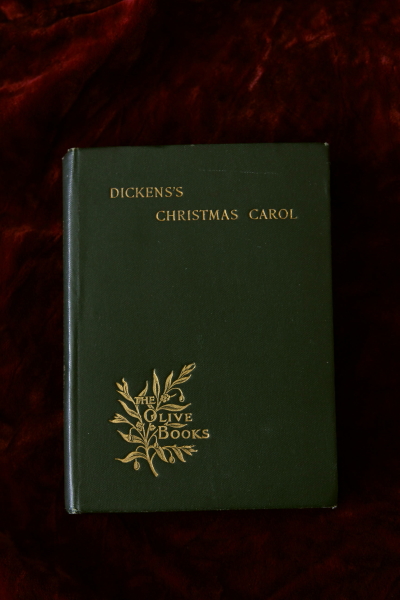 DICKENS'S
CHRISTMAS CAROL
THE
OLIVE
BOOKS